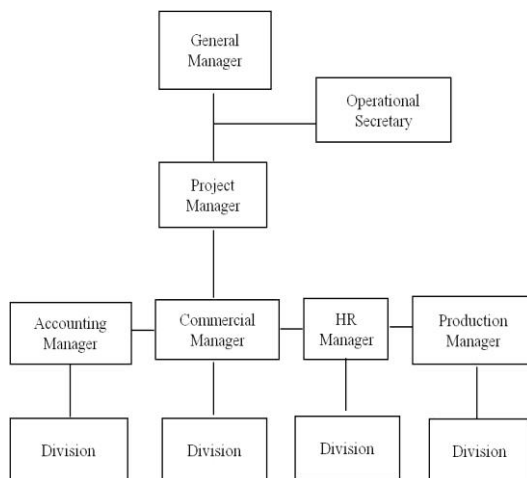 General
Manager
Operational
Secretary
Project
Manager
Accounting
Manager
Commercial
Manager
HR
Manager
Production
Manager
Division
Division
Division
Division